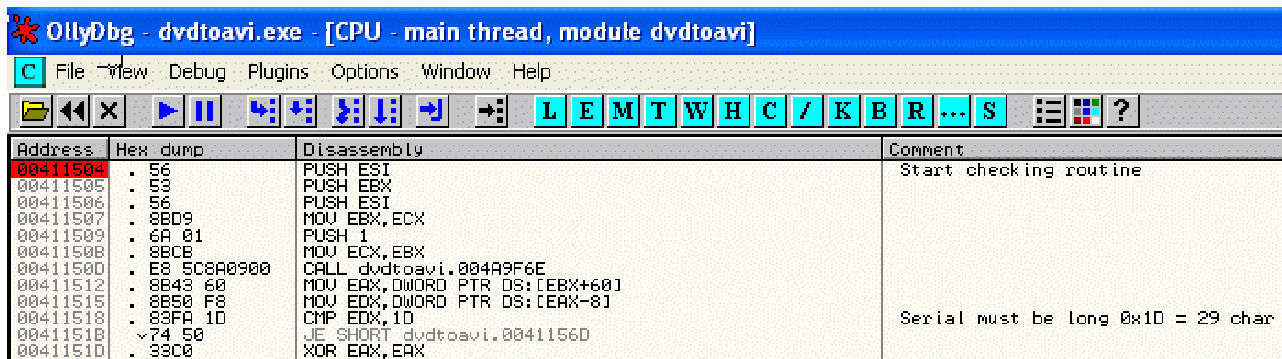 OllyDbg - dvdtoavi.exe - [CPU - main thread, module dvdtoavi]
C File View Debug Plugins Options Window Help
L E M T W H C / K B R ... S ?
Address Hex dump Disassembly Comment
00411504 . 56 PUSH ESI Start checking routine
00411505 . 53 PUSH EBX
00411506 . 56 PUSH ESI
00411507 . 8BD9 MOV EBX,ECX
00411509 . 6A 01 PUSH 1
0041150B . 8BCB MOV ECX,EBX
0041150D . E8 5C8A0900 CALL dvdtoavi.004A9F6E
00411512 . 8B43 60 MOV EAX,DWORD PTR DS:[EBX+60]
00411515 . 8B50 F8 MOV EDX,DWORD PTR DS:[EAX-8]
00411518 . 83FA 1D CMP EDX,1D Serial must be long 0x1D = 29 char
0041151B ˅74 50 JE SHORT dvdtoavi.0041156D
0041151D . 33C0 XOR EAX,EAX